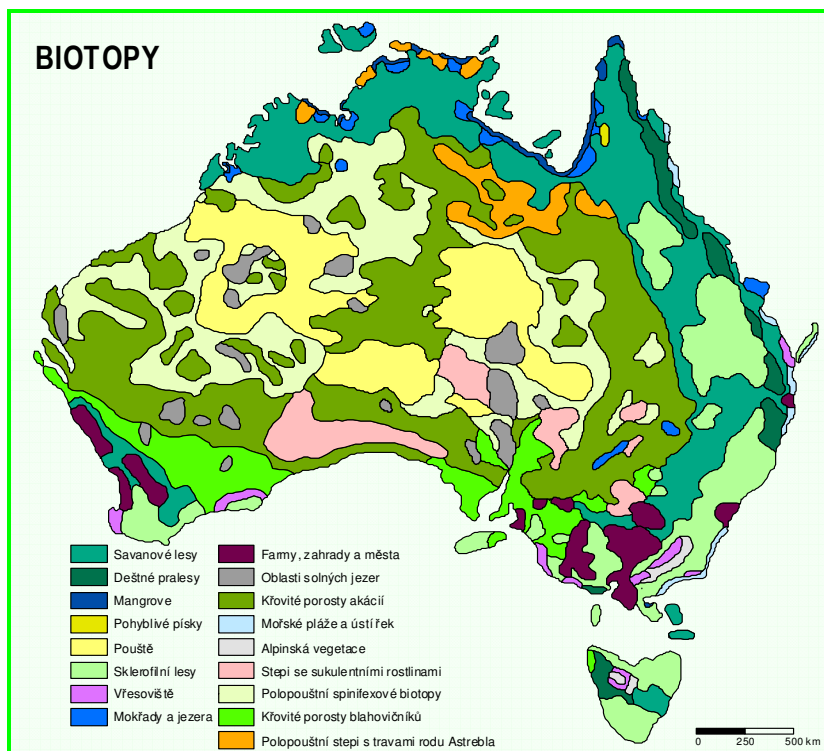 BIOTOPY
Savanové lesy
Deštné pralesy
Mangrove
Pohyblivé písky
Pouště
Sklerofilní lesy
Vřesoviště
Mokřady a jezera
Farmy, zahrady a města
Oblasti solných jezer
Křovité porosty akácií
Mořské pláže a ústí řek
Alpinská vegetace
Stepi se sukulentními rostlinami
Polopouštní spinifexové biotopy
Křovité porosty blahovičníků
Polopouštní stepi s travami rodu Astrebla
0 250 500 km